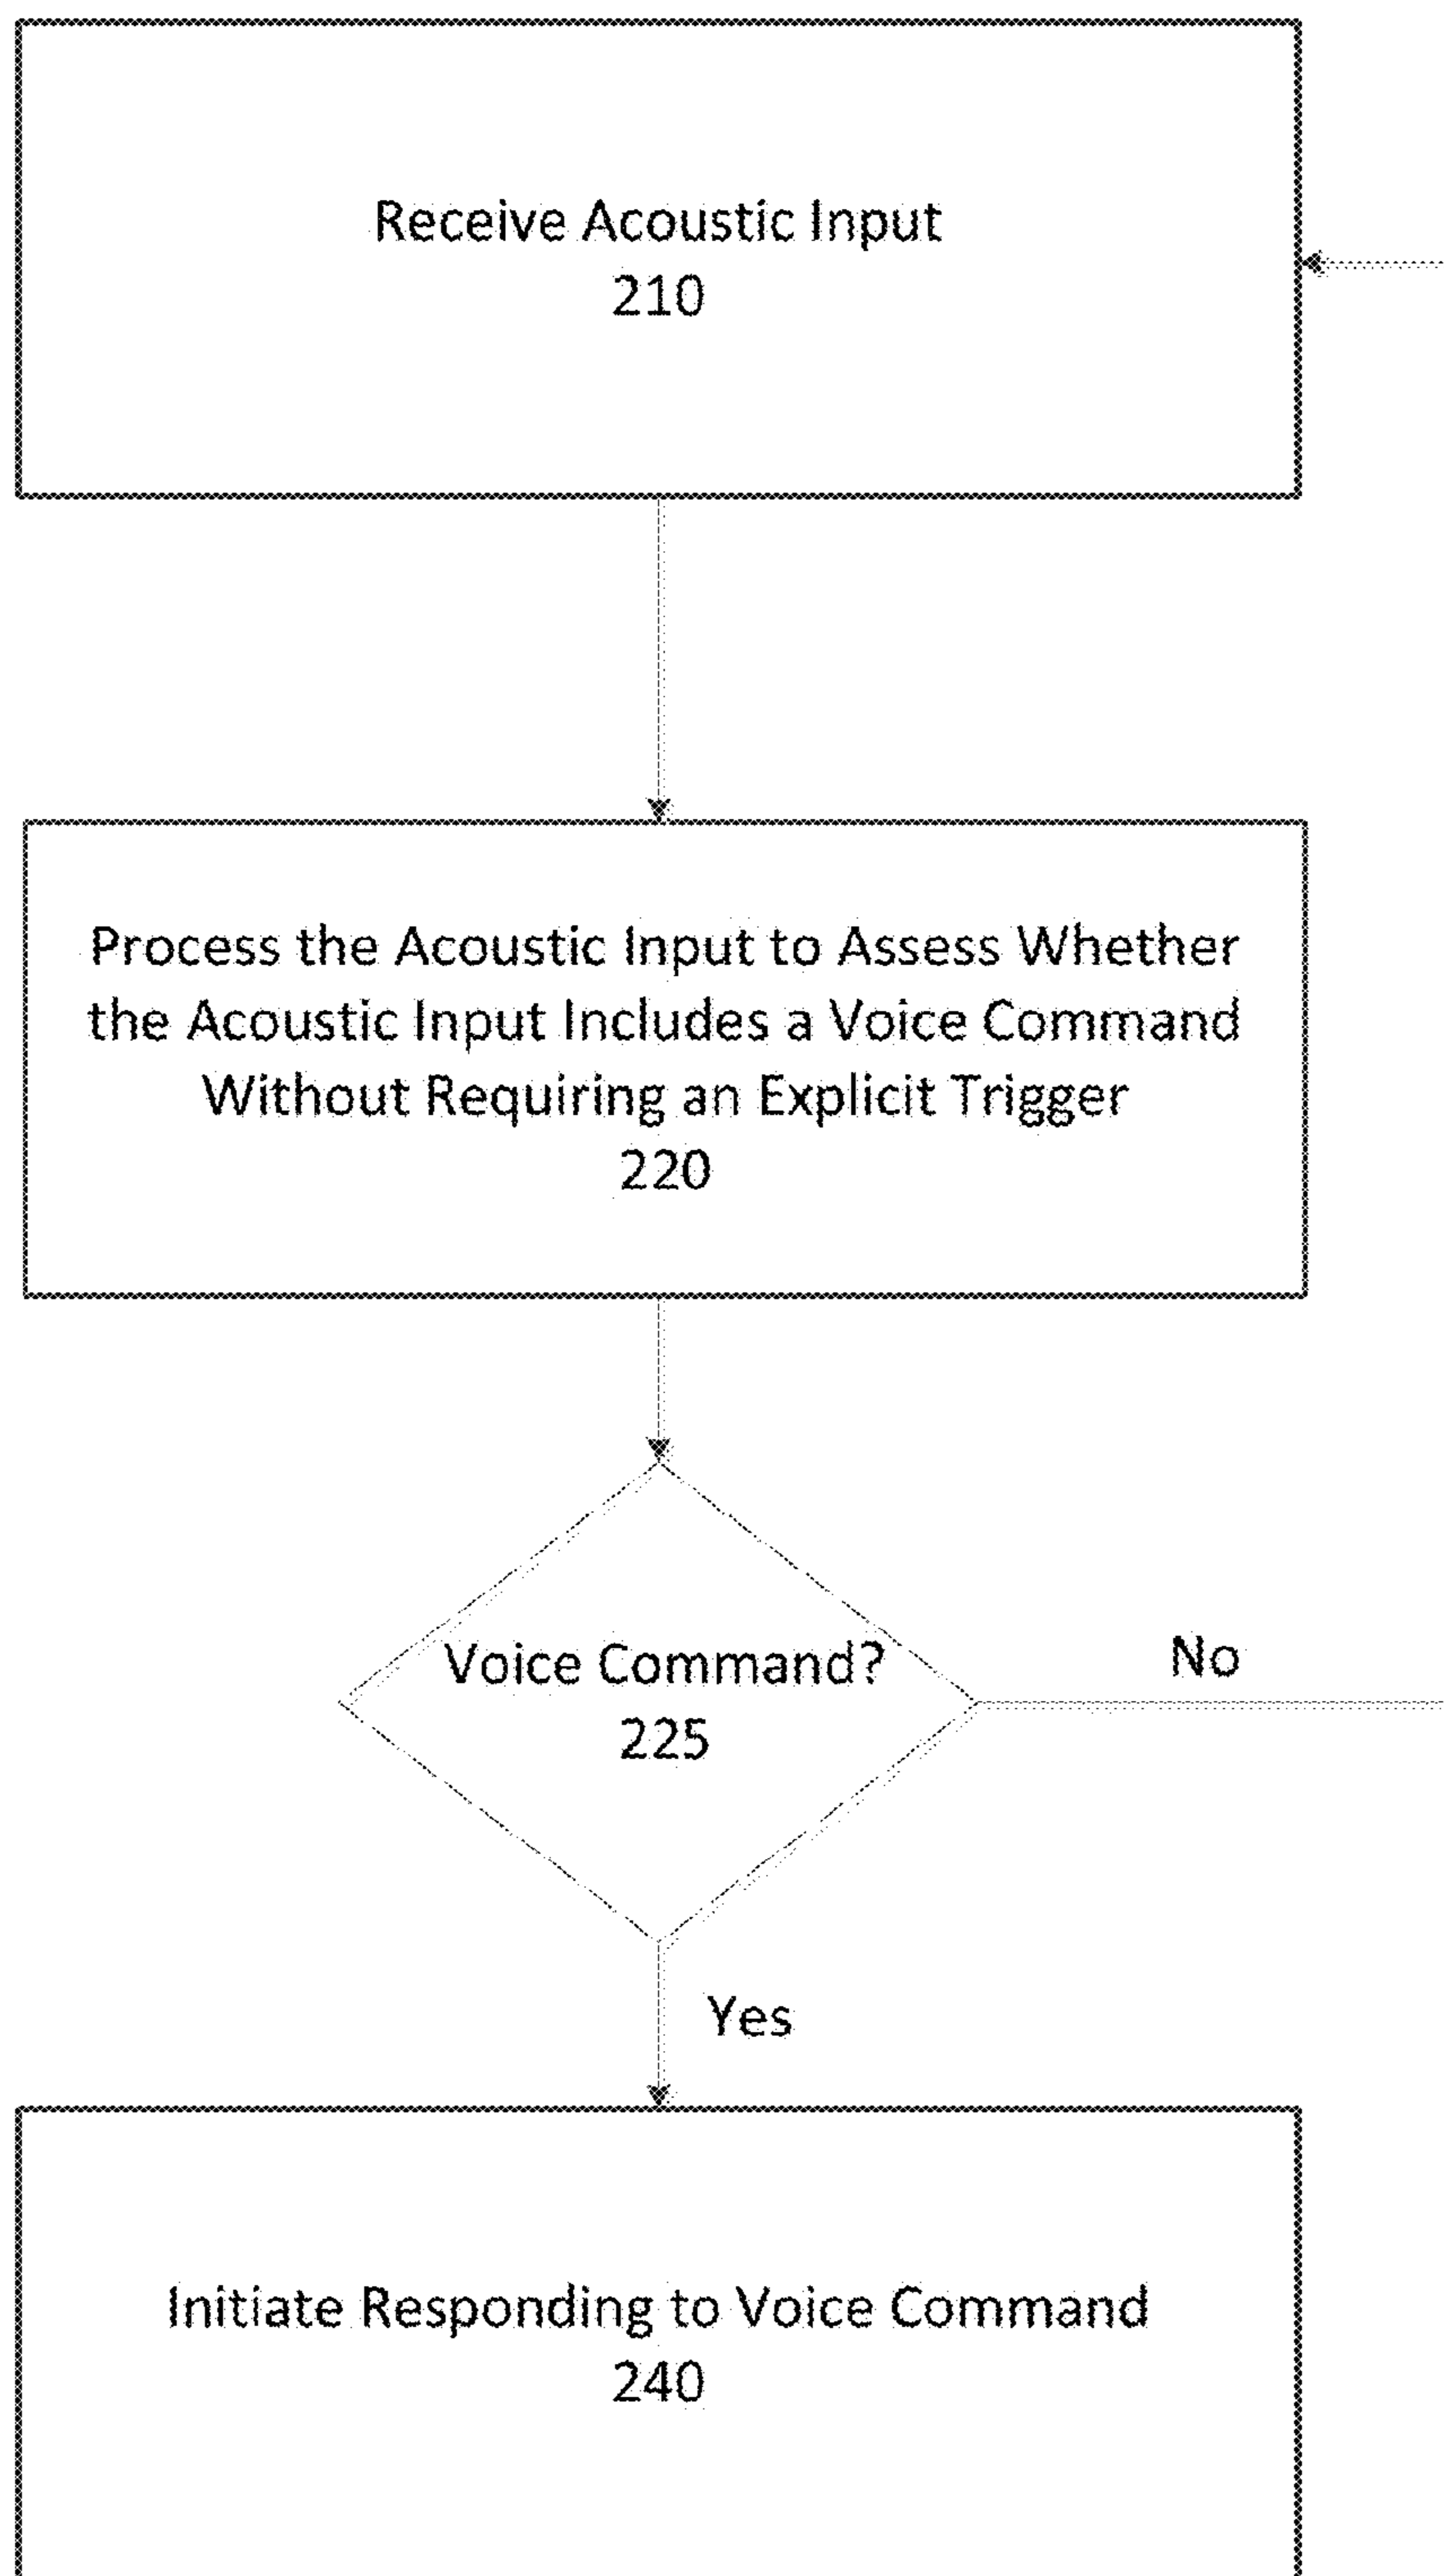 Receive Acoustic Input
210
Process the Acoustic Input to Assess Whether
the Acoustic Input Includes a Voice Command
Without Requiring an Explicit Trigger
220
Voice Command?
225
No
Yes
Initiate Responding to Voice Command
240